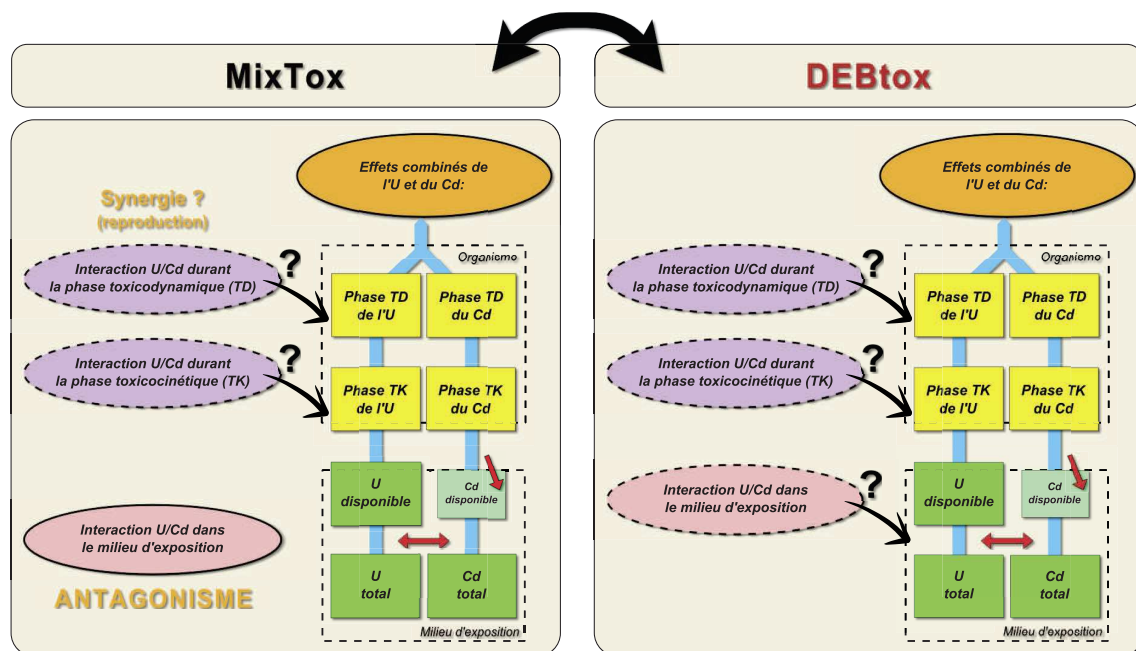 MixTox
Effets combinés de
l'U et du Cd:
Synergie ?
(reproduction)
Organisme
Interaction U/Cd durant
la phase toxicodynamique (TD)
?
Phase TD
de l'U
Phase TD
du Cd
Interaction U/Cd durant
la phase toxicocinétique (TK)
?
Phase TK
de l'U
Phase TK
du Cd
U
disponible
Cd
disponible
Interaction U/Cd dans
le milieu d'exposition
ANTAGONISME
U
total
Cd
total
Milieu d'exposition
DEBtox
Effets combinés de
l'U et du Cd:
Organisme
Interaction U/Cd durant
la phase toxicodynamique (TD)
?
Phase TD
de l'U
Phase TD
du Cd
Interaction U/Cd durant
la phase toxicocinétique (TK)
?
Phase TK
de l'U
Phase TK
du Cd
Interaction U/Cd dans
le milieu d'exposition
?
U
disponible
Cd
disponible
U
total
Cd
total
Milieu d'exposition